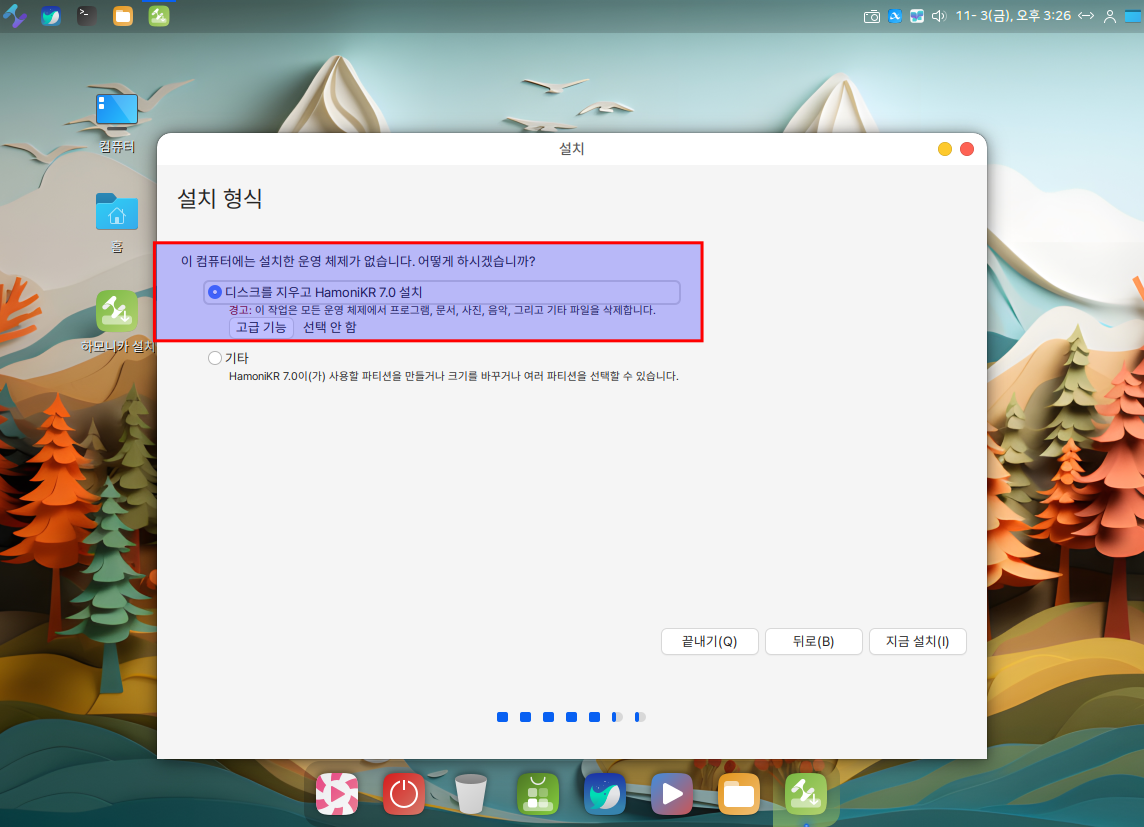 11- 3(금), 오후 3:26
컴퓨터
홈
하모니카 설치
설치
설치 형식
이 컴퓨터에는 설치한 운영 체제가 없습니다. 어떻게 하시겠습니까?
디스크를 지우고 HamoniKR 7.0 설치
경고: 이 작업은 모든 운영 체제에서 프로그램, 문서, 사진, 음악, 그리고 기타 파일을 삭제합니다.
고급 기능 선택 안 함
기타
HamoniKR 7.0이(가) 사용할 파티션을 만들거나 크기를 바꾸거나 여러 파티션을 선택할 수 있습니다.
끝내기(Q) 뒤로(B) 지금 설치(I)